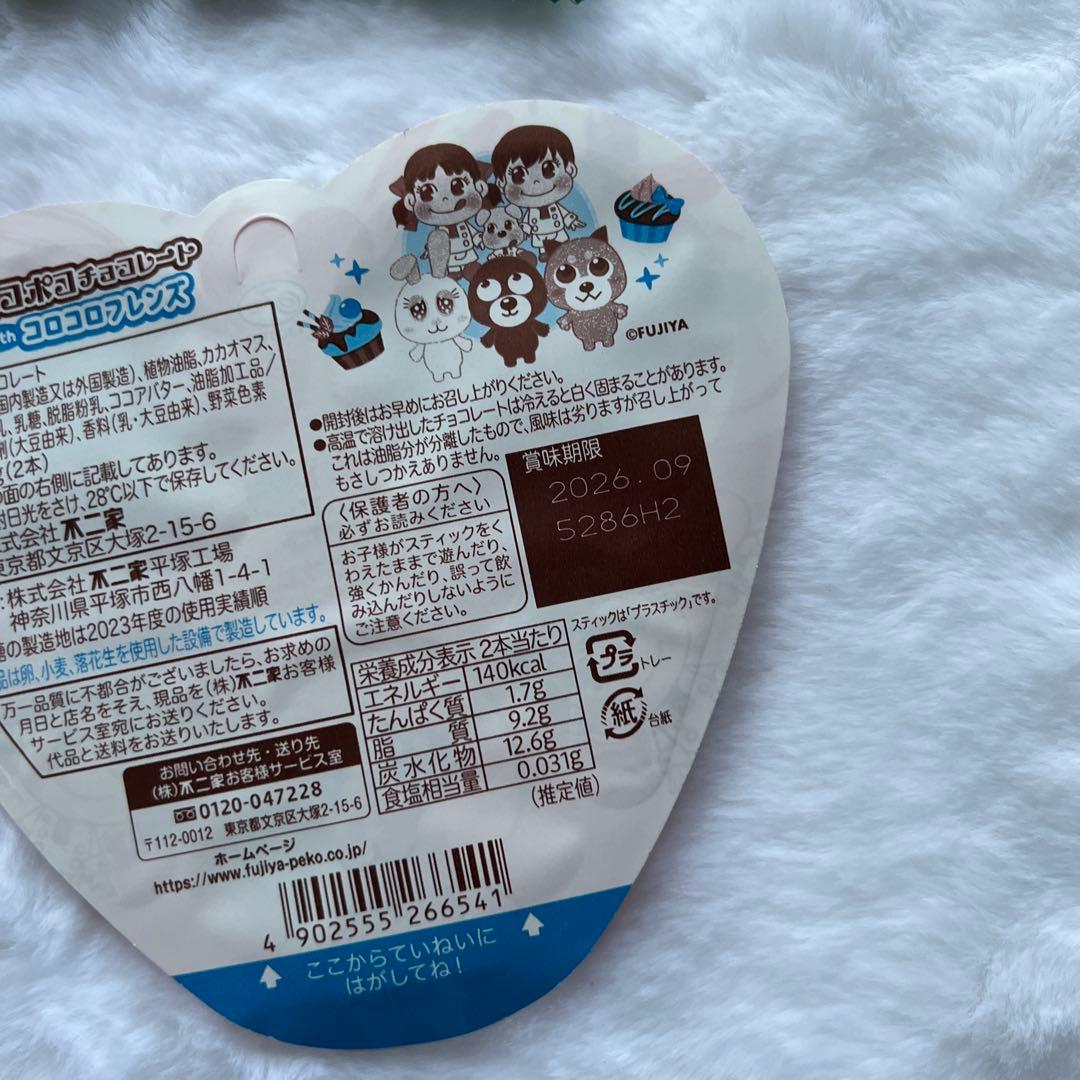 コポコチョコレート
th コロコロフレンズ
コレート
国内製造又は外国製造)、植物油脂、カカオマス、
乳、乳糖、脱脂粉乳、ココアバター、油脂加工品/
剤(大豆由来)、香料(乳・大豆由来)、野菜色素
(2本)
の面の右側に記載してあります。
射日光をさけ、28℃以下で保存してください。
式会社 不二家
東京都文京区大塚2-15-6
:株式会社 不二家 平塚工場
神奈川県平塚市西八幡1-4-1
の製造地は2023年度の使用実績順
品は卵、小麦、落花生を使用した設備で製造しています。
万一品質に不都合がございましたら、お求めの
月日と店名をそえ、現品を(株)不二家お客様
サービス室宛にお送りください。
代品と送料をお送りいたします。
お問い合わせ先・送り先
(株)不二家お客様サービス室
0120-047228
〒112-0012 東京都文京区大塚2-15-6
ホームページ
https://www.fujiya-peko.co.jp/
©FUJIYA
●開封後はお早めにお召し上がりください。
●高温で溶け出したチョコレートは冷えると白く固まることがあります。
これは油脂分が分離したもので、風味は劣りますが召し上がって
もさしつかえありません。
〈保護者の方へ〉
必ずお読みください
お子様がスティックをく
わえたままで遊んだり、
強くかんだり、誤って飲
み込んだりしないように
ご注意ください。
賞味期限
2026.09
5286H2
スティックは「プラスチック」です。
プラ
トレー
紙
台紙
栄養成分表示 2本当たり
エネルギー 140kcal
たんぱく質 1.7g
脂質 9.2g
炭水化物 12.6g
食塩相当量 0.031g
(推定値)
4 902555 266541
ここからていねいに
はがしてね!